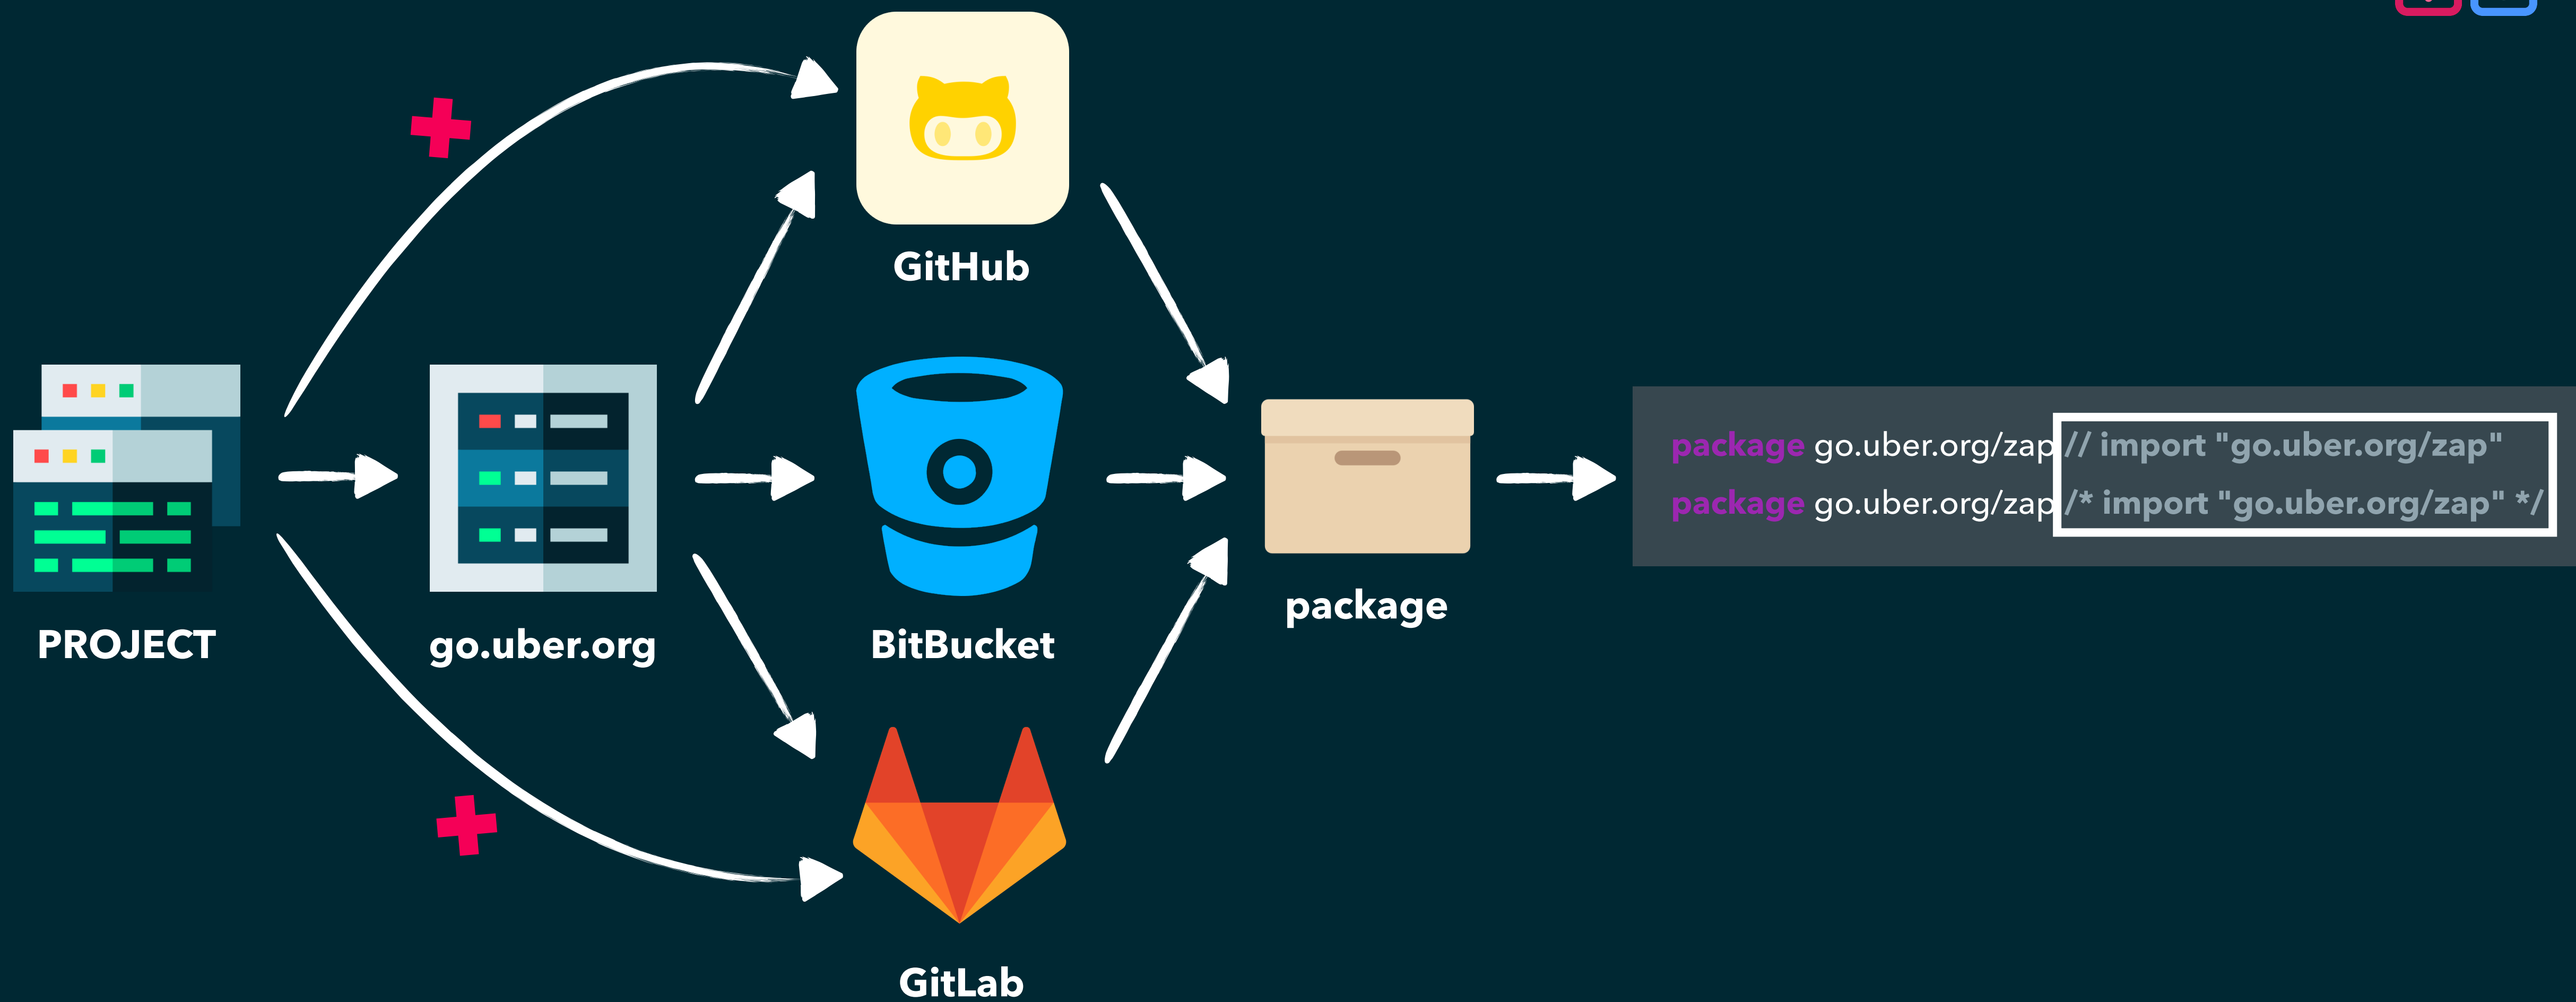 GitHub
package go.uber.org/zap // import "go.uber.org/zap"
package go.uber.org/zap /* import "go.uber.org/zap" */
package
PROJECT
go.uber.org
BitBucket
GitLab